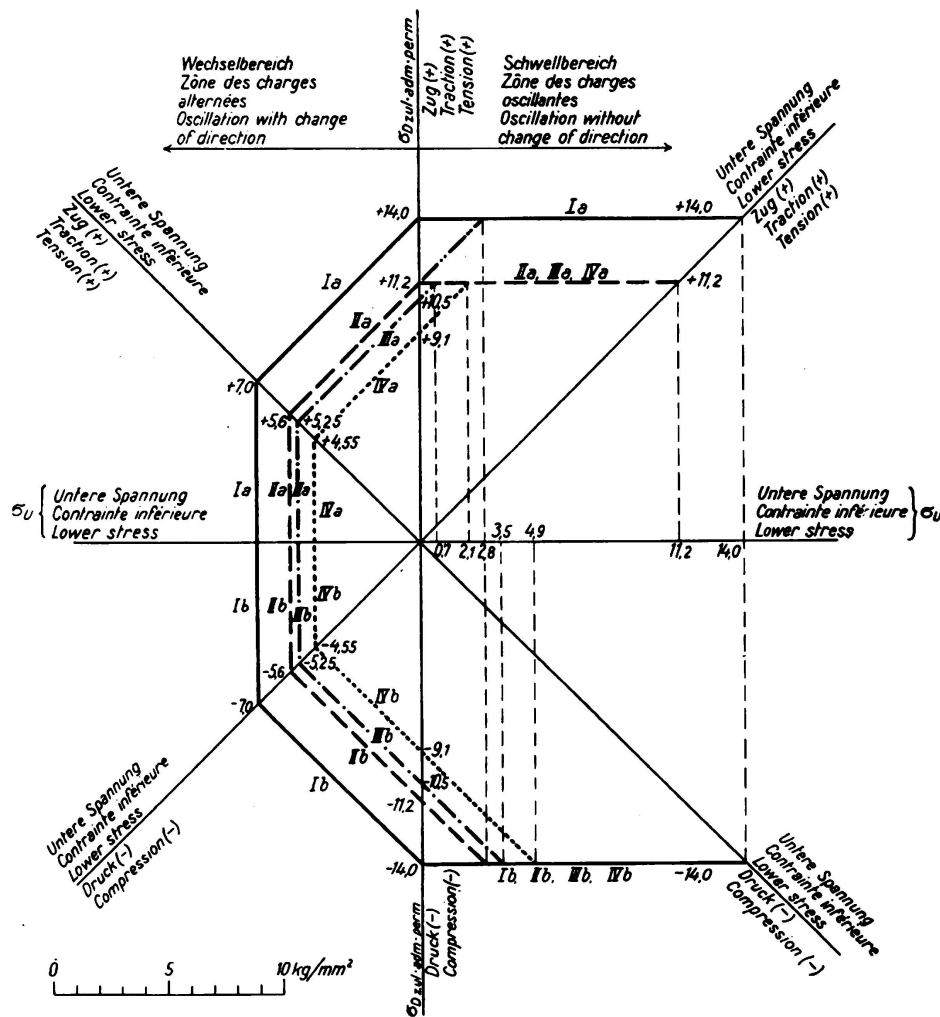 Wechselbereich
Zône des charges
alternées
Oscillation with change
of direction
σD zul·adm·perm
Zug (+)
Traction (+)
Tension (+)
Schwellbereich
Zône des charges
oscillantes
Oscillation without
change of direction
Untere Spannung
Contrainte inférieure
Lower stress
Zug (+)
Traction (+)
Tension (+)
Untere Spannung
Contrainte inférieure
Lower stress
Zug (+)
Traction (+)
Tension (+)
+14,0
Ia
+14,0
Ia
+11,2
IIa, IIIa, IVa
+11,2
+10,5
IIa
IIIa
+9,1
IVa
+7,0
+5,6
+5,25
+4,55
Ia
IIa
IIa
IVa
σU { Untere Spannung
Contrainte inférieure
Lower stress
Untere Spannung
Contrainte inférieure
Lower stress } σU
0,7
2,1
2,8
3,5
4,9
11,2
14,0
Ib
IIb
IIIb
IVb
-4,55
-5,25
-5,6
-7,0
IVb
IIIb
IIb
Ib
-9,1
-10,5
-11,2
-14,0
Ib, IIb, IIIb, IVb
-14,0
Untere Spannung
Contrainte inférieure
Lower stress
Druck (-)
Compression (-)
σD zul·adm·perm
Druck (-)
Compression (-)
Untere Spannung
Contrainte inférieure
Lower stress
Druck (-)
Compression (-)
0 5 10 kg/mm²